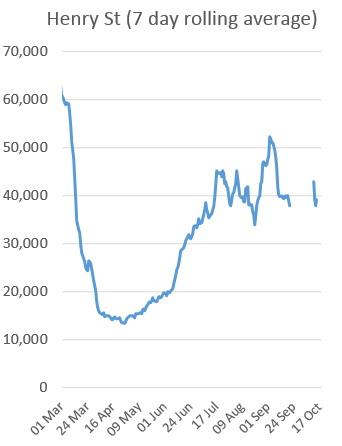 Henry St (7 day rolling average)
70,000
60,000
50,000
40,000
30,000
20,000
10,000
0
01 Mar
24 Mar
16 Apr
09 May
01 Jun
24 Jun
17 Jul
09 Aug
01 Sep
24 Sep
17 Oct